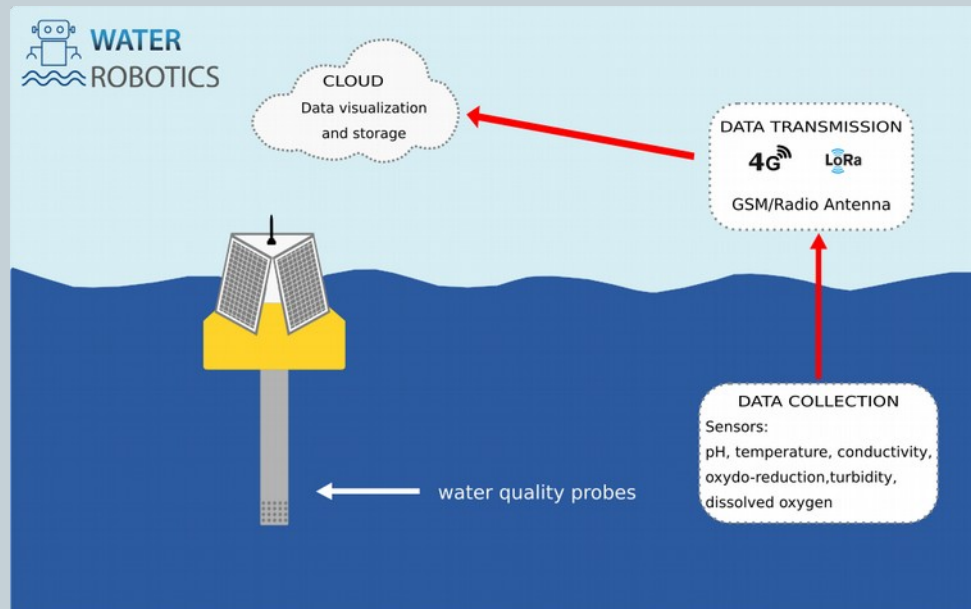 WATER
ROBOTICS
CLOUD
Data visualization
and storage
DATA TRANSMISSION
4G
LoRa
GSM/Radio Antenna
DATA COLLECTION
Sensors:
pH, temperature, conductivity,
oxydo-reduction,turbidity,
dissolved oxygen
water quality probes